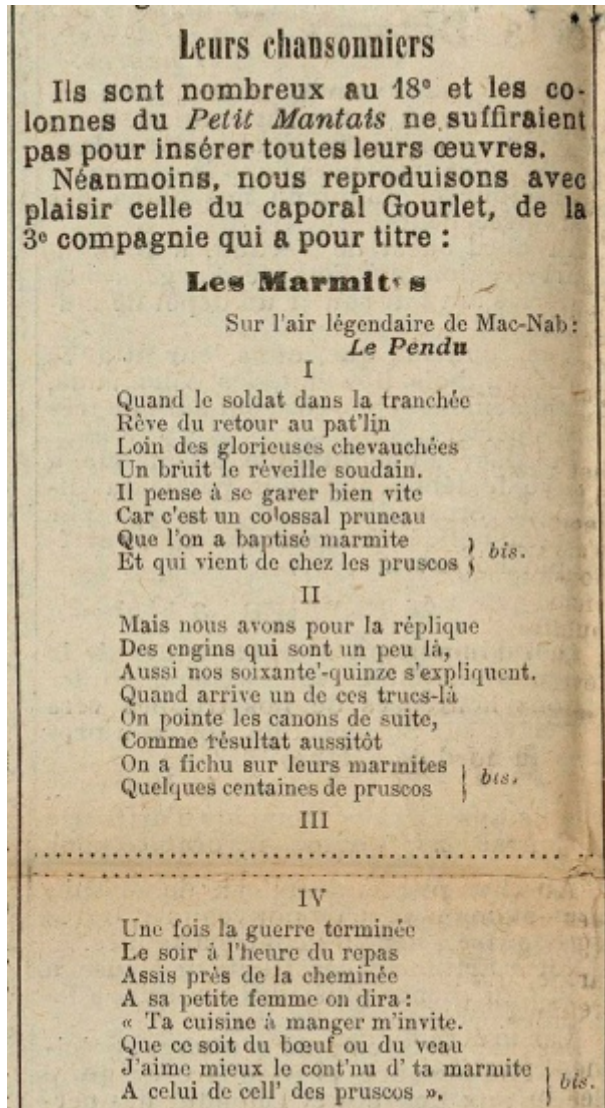 Leurs chansonniers
Ils sont nombreux au 18e et les co-
lonnes du Petit Mantais ne suffiraient
pas pour insérer toutes leurs œuvres.
Néanmoins, nous reproduisons avec
plaisir celle du caporal Gourlet, de la
3e compagnie qui a pour titre :
Les Marmites
Sur l'air légendaire de Mac-Nab:
Le Pendu
I
Quand le soldat dans la tranchée
Rêve du retour au pat'lin
Loin des glorieuses chevauchées
Un bruit le réveille soudain.
Il pense à se garer bien vite
Car c'est un colossal pruneau
Que l'on a baptisé marmite
Et qui vient de chez les pruscos } bis.
II
Mais nous avons pour la réplique
Des engins qui sont un peu là,
Aussi nos soixante'-quinze s'expliquent.
Quand arrive un de ces trucs-là
On pointe les canons de suite,
Comme résultat aussitôt
On a fichu sur leurs marmites
Quelques centaines de pruscos } bis.
III
IV
Une fois la guerre terminée
Le soir à l'heure du repas
Assis près de la cheminée
A sa petite femme on dira :
« Ta cuisine à manger m'invite.
Que ce soit du bœuf ou du veau
J'aime mieux le cont'nu d' ta marmite
A celui de cell' des pruscos ». } bis.